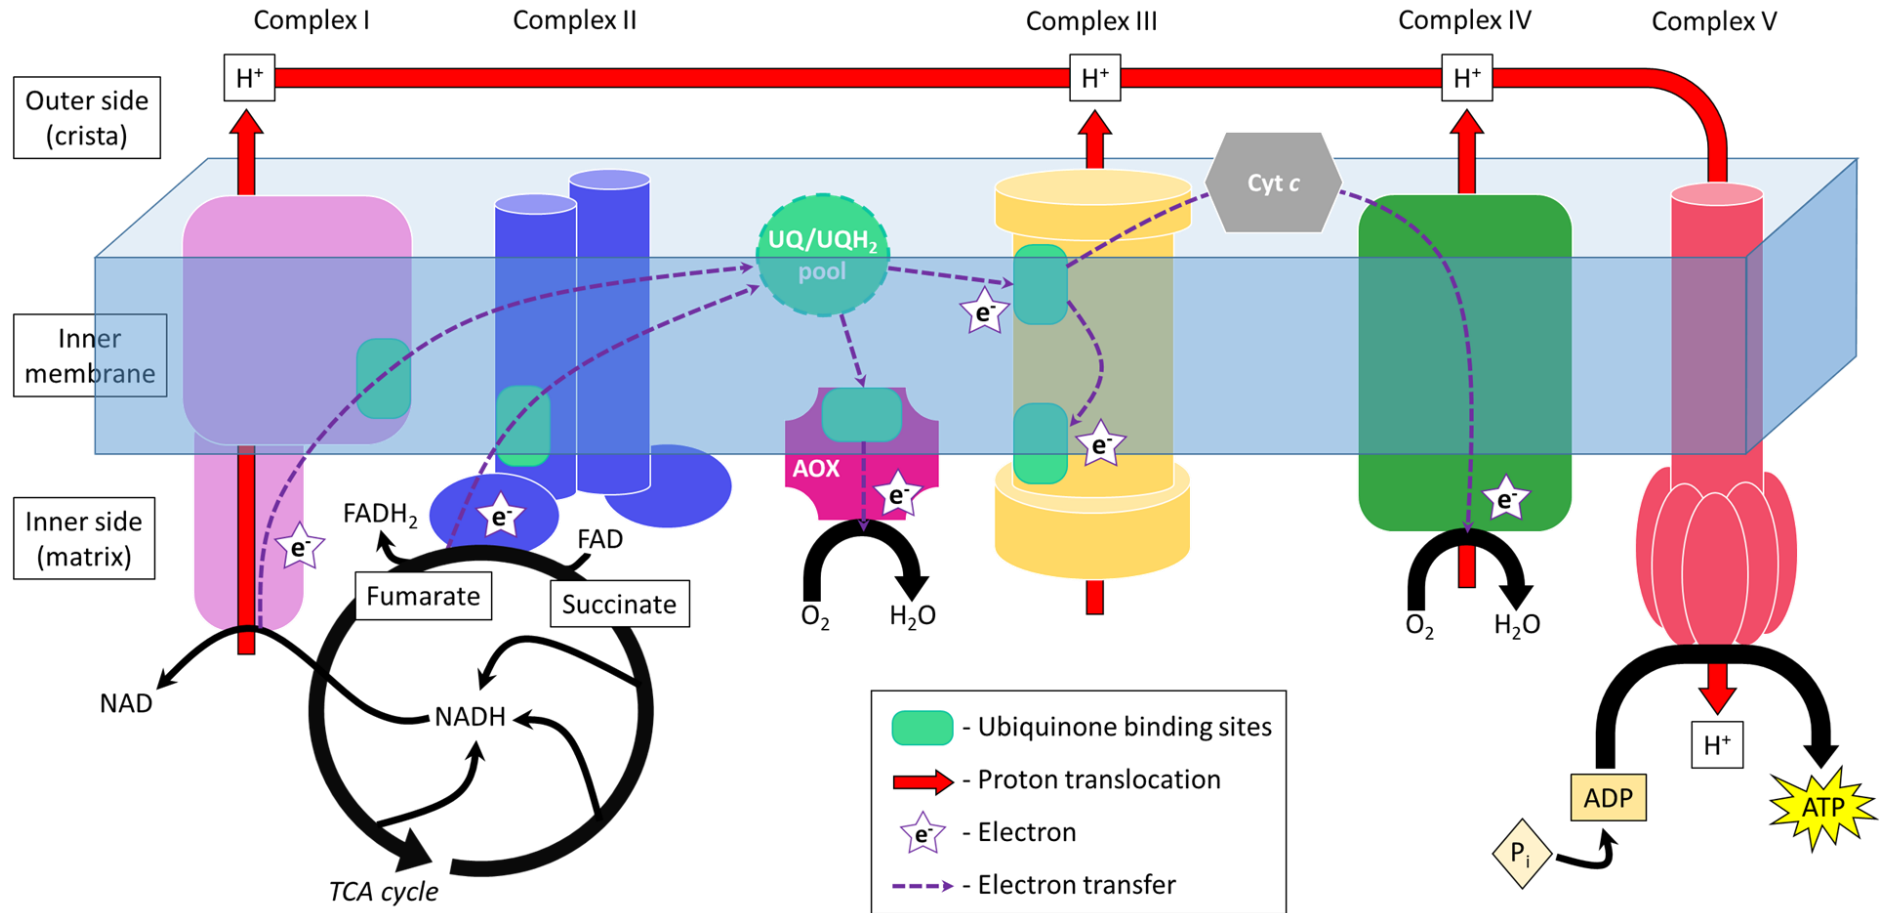 Complex I
Complex II
Complex III
Complex IV
Complex V
H⁺
H⁺
H⁺
Outer side
(crista)
Cyt c
UQ/UQH₂
pool
e⁻
Inner
membrane
e⁻
AOX
e⁻
Inner side
(matrix)
e⁻
e⁻
e⁻
FADH₂
FAD
Fumarate
Succinate
O₂
H₂O
O₂
H₂O
NAD
NADH
TCA cycle
- Ubiquinone binding sites
- Proton translocation
e⁻
- Electron
- Electron transfer
H⁺
ADP
ATP
Pᵢ